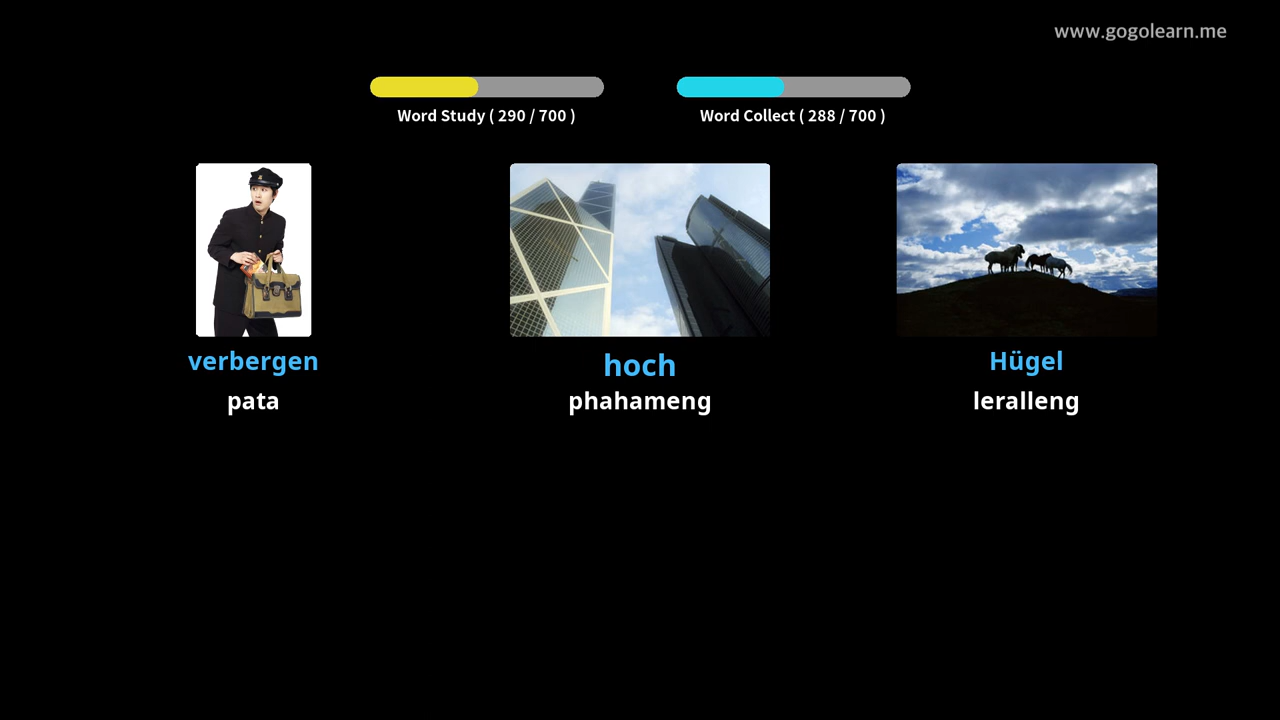 www.gogolearn.me
Word Study ( 290 / 700 )
Word Collect ( 288 / 700 )
verbergen
pata
hoch
phahameng
Hügel
leralleng